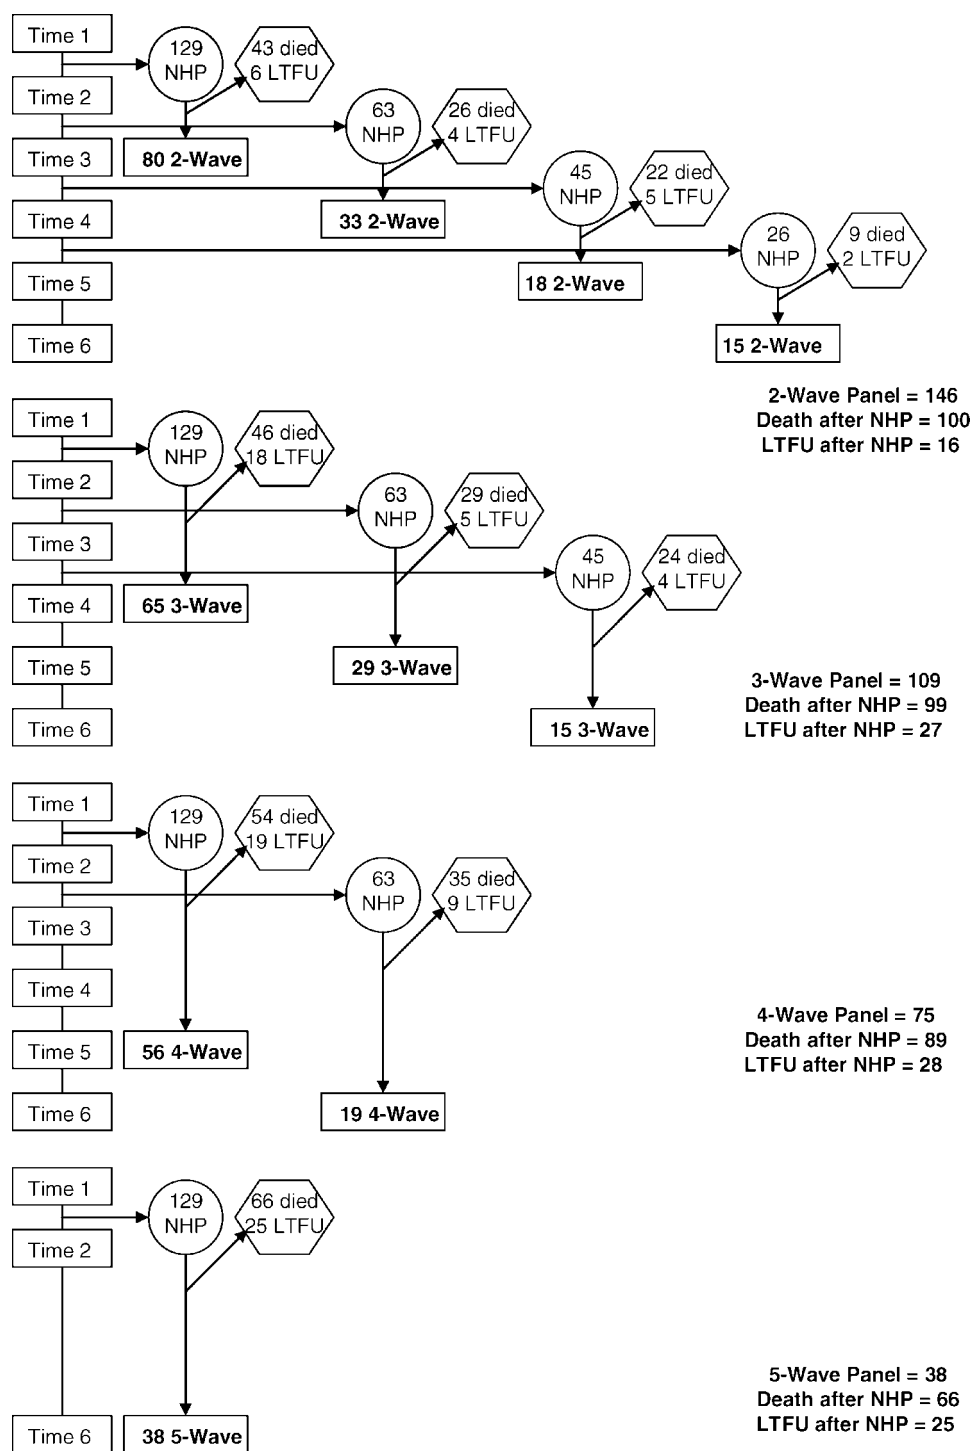 Time 1
129
NHP
43 died
6 LTFU
Time 2
63
NHP
26 died
4 LTFU
Time 3
80 2-Wave
45
NHP
22 died
5 LTFU
Time 4
33 2-Wave
26
NHP
9 died
2 LTFU
Time 5
18 2-Wave
Time 6
15 2-Wave
2-Wave Panel = 146
Death after NHP = 100
LTFU after NHP = 16
Time 1
129
NHP
46 died
18 LTFU
Time 2
63
NHP
29 died
5 LTFU
Time 3
45
NHP
24 died
4 LTFU
Time 4
65 3-Wave
Time 5
29 3-Wave
Time 6
15 3-Wave
3-Wave Panel = 109
Death after NHP = 99
LTFU after NHP = 27
Time 1
129
NHP
54 died
19 LTFU
Time 2
63
NHP
35 died
9 LTFU
Time 3
Time 4
Time 5
56 4-Wave
Time 6
19 4-Wave
4-Wave Panel = 75
Death after NHP = 89
LTFU after NHP = 28
Time 1
129
NHP
66 died
25 LTFU
Time 2
Time 6
38 5-Wave
5-Wave Panel = 38
Death after NHP = 66
LTFU after NHP = 25